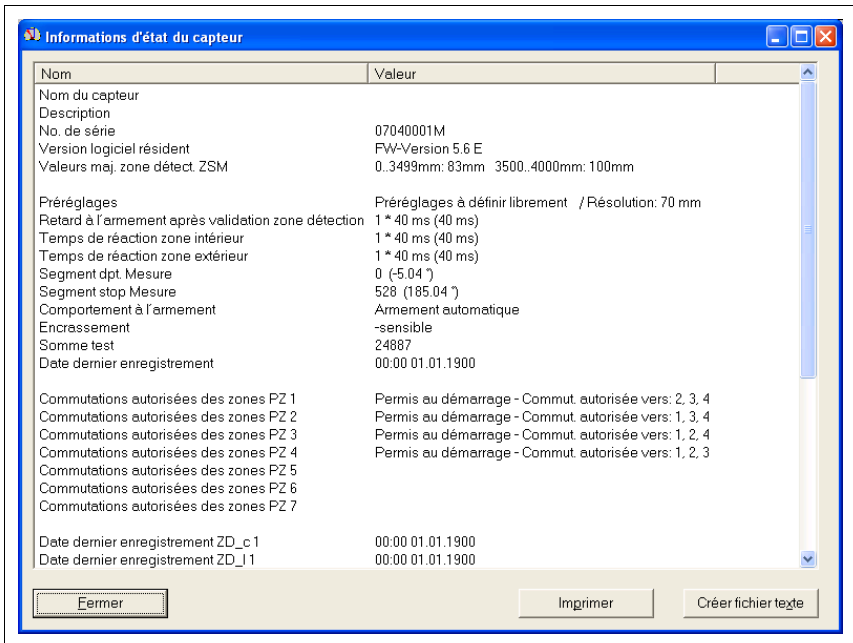 Informations d'état du capteur
Nom Valeur
Nom du capteur
Description
No. de série 07040001M
Version logiciel résident FW-Version 5.6 E
Valeurs maj. zone détect. ZSM 0..3499mm: 83mm 3500..4000mm: 100mm
Préréglages Préréglages à définir librement / Résolution: 70 mm
Retard à l´armement après validation zone détection 1 * 40 ms (40 ms)
Temps de réaction zone intérieur 1 * 40 ms (40 ms)
Temps de réaction zone extérieur 1 * 40 ms (40 ms)
Segment dpt. Mesure 0 (-5.04 °)
Segment stop Mesure 528 (185.04 °)
Comportement à l´armement Armement automatique
Encrassement -sensible
Somme test 24887
Date dernier enregistrement 00:00 01.01.1900
Commutations autorisées des zones PZ 1 Permis au démarrage - Commut. autorisée vers: 2, 3, 4
Commutations autorisées des zones PZ 2 Permis au démarrage - Commut. autorisée vers: 1, 3, 4
Commutations autorisées des zones PZ 3 Permis au démarrage - Commut. autorisée vers: 1, 2, 4
Commutations autorisées des zones PZ 4 Permis au démarrage - Commut. autorisée vers: 1, 2, 3
Commutations autorisées des zones PZ 5
Commutations autorisées des zones PZ 6
Commutations autorisées des zones PZ 7
Date dernier enregistrement ZD_c 1 00:00 01.01.1900
Date dernier enregistrement ZD_l 1 00:00 01.01.1900
Fermer Imprimer Créer fichier texte